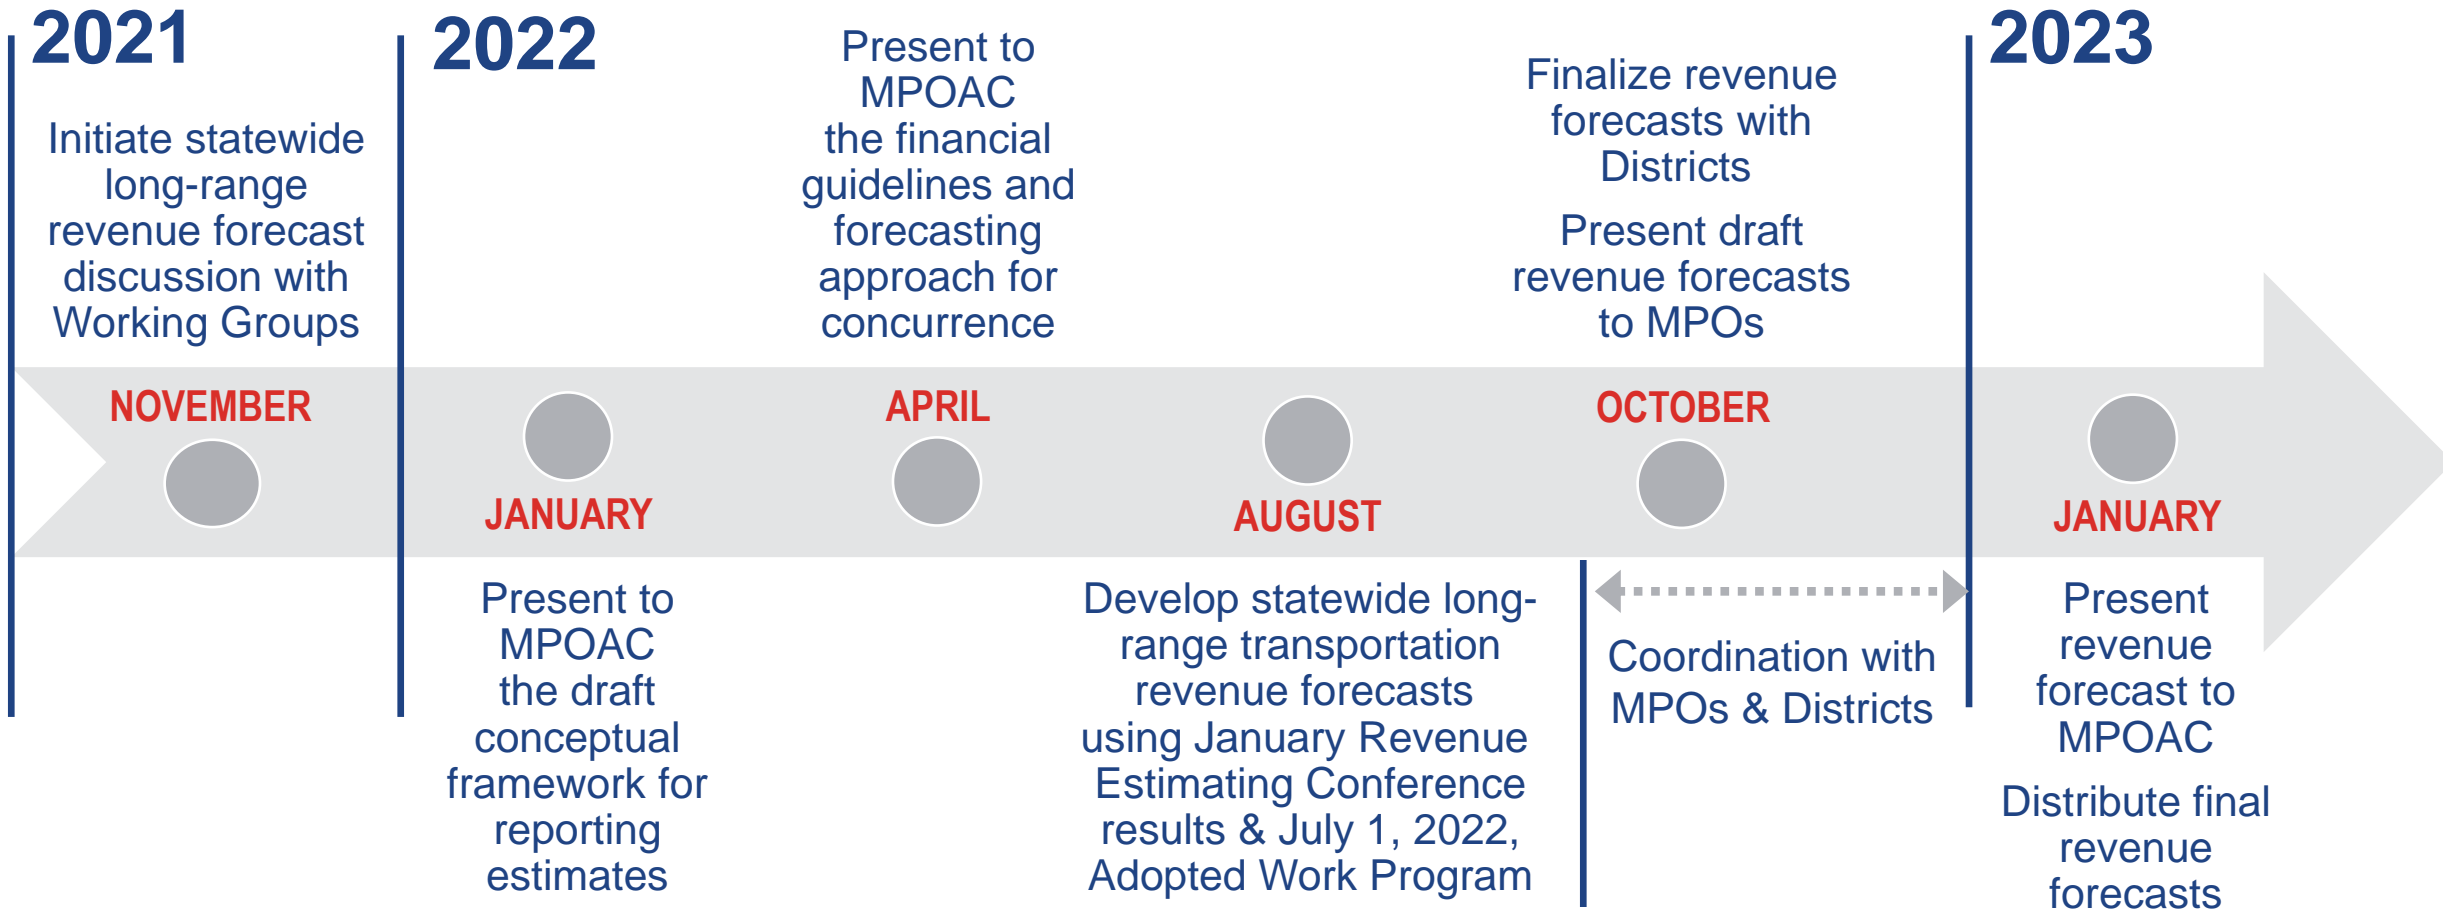 2021
Initiate statewide
long-range
revenue forecast
discussion with
Working Groups
NOVEMBER
2022
JANUARY
Present to
MPOAC
the draft
conceptual
framework for
reporting
estimates
Present to
MPOAC
the financial
guidelines and
forecasting
approach for
concurrence
APRIL
AUGUST
Develop statewide long-
range transportation
revenue forecasts
using January Revenue
Estimating Conference
results & July 1, 2022,
Adopted Work Program
Finalize revenue
forecasts with
Districts
Present draft
revenue forecasts
to MPOs
OCTOBER
Coordination with
MPOs & Districts
2023
JANUARY
Present
revenue
forecast to
MPOAC
Distribute final
revenue
forecasts